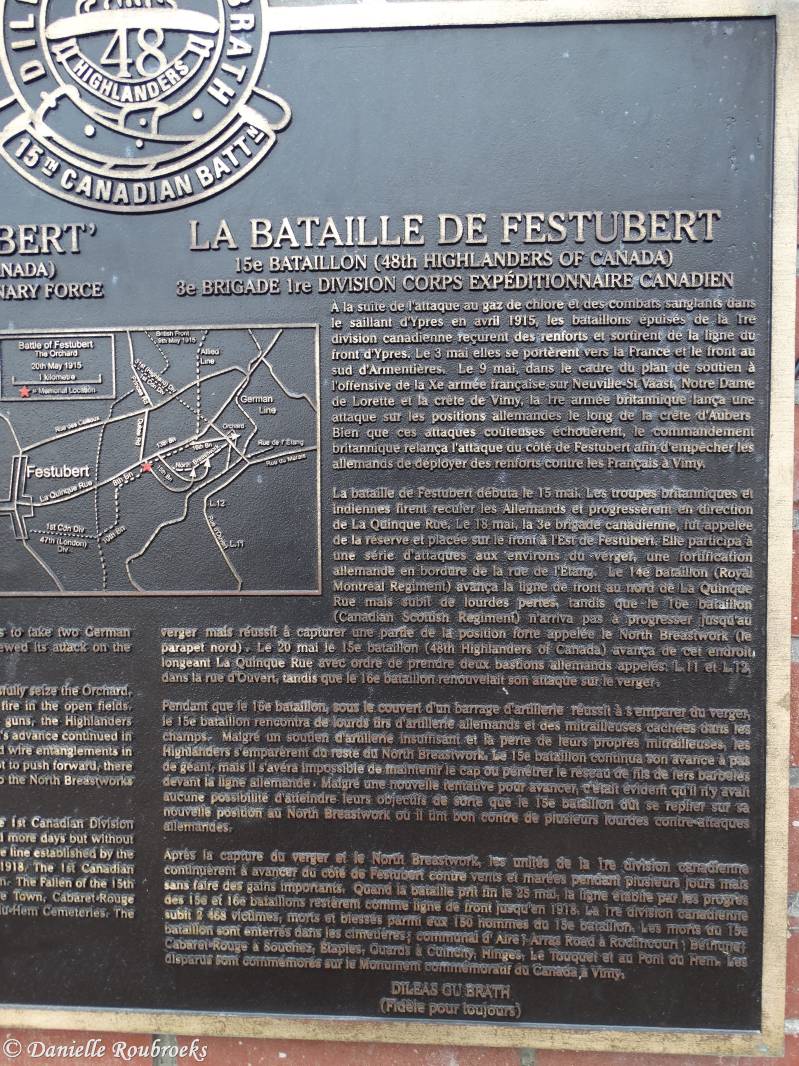 DILEAS GU BRATH
48
HIGHLANDERS
15TH CANADIAN BATTN
BERT'
NADA)
NARY FORCE
LA BATAILLE DE FESTUBERT
15e BATAILLON (48th HIGHLANDERS OF CANADA)
3e BRIGADE 1re DIVISION CORPS EXPÉDITIONNAIRE CANADIEN
Battle of Festubert
The Orchard
20th May 1915
1 kilometre
= Memorial Location
British Front
9th May 1915
Allied
Line
German
Line
Orchard
Rue de l'Étang
Rue du Marais
Rue des Cailloux
Festubert
La Quinque Rue
North Breastwork
13th Bn
16th Bn
15th Bn
8th Bn
10th Bn
L.12
L.11
1st Cdn Div
47th (London)
Div
À la suite de l'attaque au gaz de chlore et des combats sanglants dans
le saillant d'Ypres en avril 1915, les bataillons épuisés de la 1re
division canadienne reçurent des renforts et sortirent de la ligne du
front d'Ypres. Le 3 mai elles se portèrent vers la France et le front au
sud d'Armentières. Le 9 mai, dans le cadre du plan de soutien à
l'offensive de la Xe armée française sur Neuville-St Vaast, Notre Dame
de Lorette et la crête de Vimy, la 1re armée britannique lança une
attaque sur les positions allemandes le long de la crête d'Aubers
Bien que ces attaques coûteuses échouèrent, le commandement
britannique relança l'attaque du côté de Festubert afin d'empêcher les
allemands de déployer des renforts contre les Français à Vimy.
La bataille de Festubert débuta le 15 mai. Les troupes britanniques et
indiennes firent reculer les Allemands et progressèrent en direction
de La Quinque Rue. Le 18 mai, la 3e brigade canadienne, fut appelée
de la réserve et placée sur le front à l'Est de Festubert. Elle participa à
une série d'attaques aux environs du verger, une fortification
allemande en bordure de la rue de l'Étang. Le 14e bataillon (Royal
Montreal Regiment) avança la ligne de front au nord de La Quinque
Rue mais subit de lourdes pertes, tandis que le 16e bataillon
(Canadian Scottish Regiment) n'arriva pas à progresser jusqu'au
verger mais réussit à capturer une partie de la position forte appelée le North Breastwork (le
parapet nord). Le 20 mai le 15e bataillon (48th Highlanders of Canada) avança de cet endroit,
longeant La Quinque Rue avec ordre de prendre deux bastions allemands appelés: L.11 et L.12,
dans la rue d'Ouvert, tandis que le 16e bataillon renouvelait son attaque sur le verger.
Pendant que le 16e bataillon, sous le couvert d'un barrage d'artillerie réussit à s'emparer du verger,
le 15e bataillon rencontra de lourds tirs d'artillerie allemands et des mitrailleuses cachées dans les
champs. Malgré un soutien d'artillerie insuffisant et la perte de leurs propres mitrailleuses, les
Highlanders s'emparèrent du reste du North Breastwork. Le 15e bataillon continua son avance à pas
de géant, mais il s'avéra impossible de maintenir le cap ou pénétrer le réseau de fils de fers barbelés
devant la ligne allemande. Malgré une nouvelle tentative pour avancer, c'était évident qu'il n'y avait
aucune possibilité d'atteindre leurs objectifs de sorte que le 15e bataillon dût se replier sur sa
nouvelle position au North Breastwork où il tint bon contre de plusieurs lourdes contre-attaques
allemandes.
Après la capture du verger et le North Breastwork, les unités de la 1re division canadienne
continuèrent à avancer du côté de Festubert contre vents et marées pendant plusieurs jours mais
sans faire des gains importants. Quand la bataille prit fin le 25 mai, la ligne établie par les progrès
des 15e et 16e bataillons restèrent comme ligne de front jusqu'en 1918. La 1re division canadienne
subit 2 468 victimes, morts et blessés parmi eux 150 hommes du 15e bataillon. Les morts du 15e
bataillon sont enterrés dans les cimetières; communal d'Aire; Arras Road à Roclincourt; Béthune;
Cabaret-Rouge à Souchez, Étaples, Guards à Cuinchy, Hinges, Le Touquet et au Pont du Hem. Les
disparus sont commémorés sur le Monument commémoratif du Canada à Vimy.
DILEAS GU BRATH
(Fidèle pour toujours)
s to take two German
ewed its attack on the
sfully seize the Orchard,
fire in the open fields.
guns, the Highlanders
's advance continued in
d wire entanglements in
pt to push forward, there
o the North Breastworks
e 1st Canadian Division
l more days but without
e line established by the
1918. The 1st Canadian
n. The Fallen of the 15th
e Town, Cabaret-Rouge
du-Hem Cemeteries. The
© Danielle Roubroeks